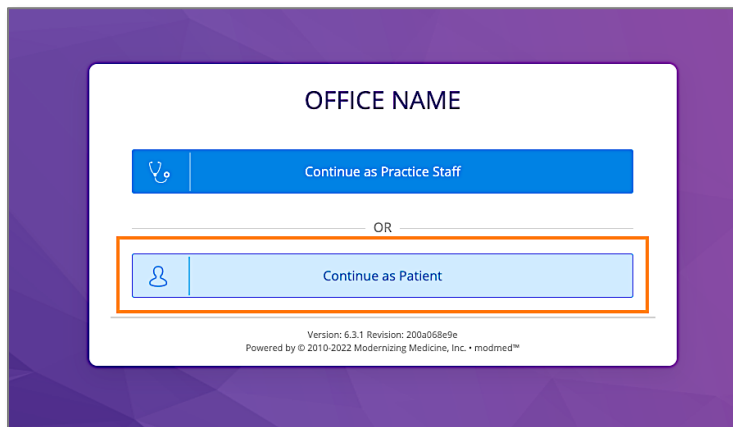 OFFICE NAME
Continue as Practice Staff
OR
Continue as Patient
Version: 6.3.1 Revision: 200a068e9e
Powered by © 2010-2022 Modernizing Medicine, Inc. • modmed™